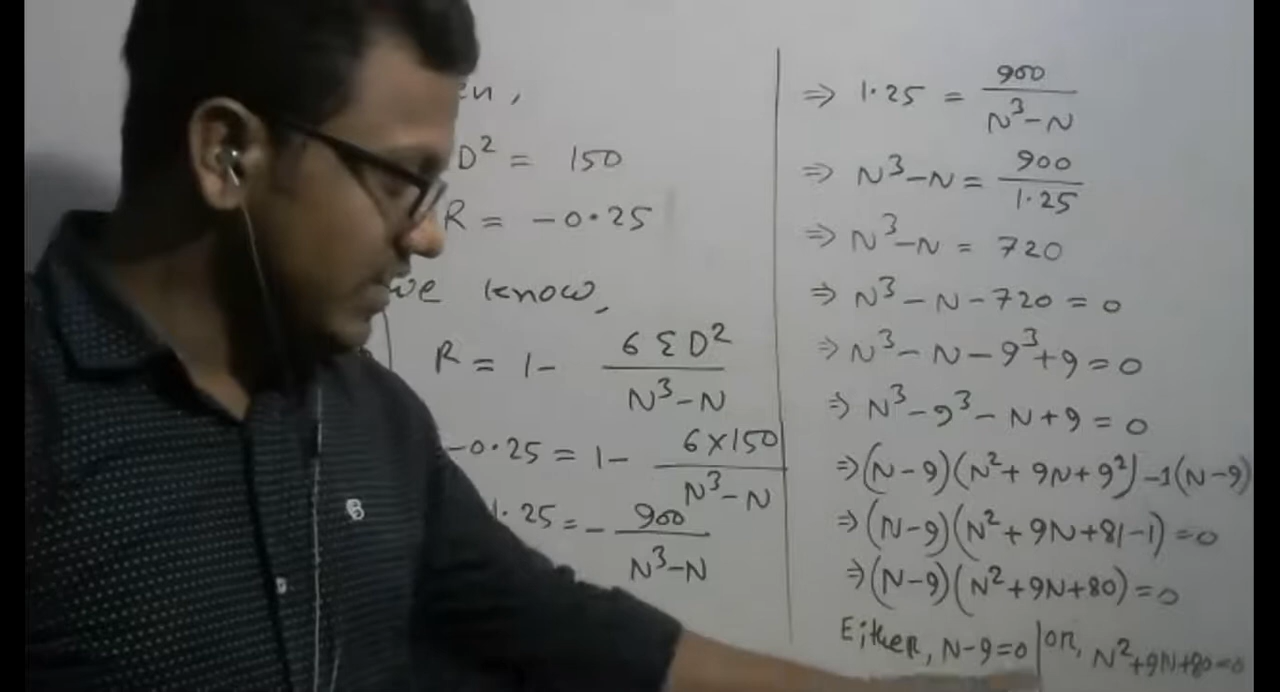 en,
D² = 150
R = -0.25
we know,
R = 1 - 6 Σ D² / N³-N
-0.25 = 1 - 6×150 / N³-N
1.25 = - 900 / N³-N
⇒ 1.25 = 900 / N³-N
⇒ N³-N = 900 / 1.25
⇒ N³-N = 720
⇒ N³-N-720 = 0
⇒ N³-N-9³+9 = 0
⇒ N³-9³-N+9 = 0
⇒ (N-9)(N²+9N+9²)-1(N-9)
⇒ (N-9)(N²+9N+81-1) = 0
⇒ (N-9)(N²+9N+80) = 0
Either, N-9=0 | or, N²+9N+80=0